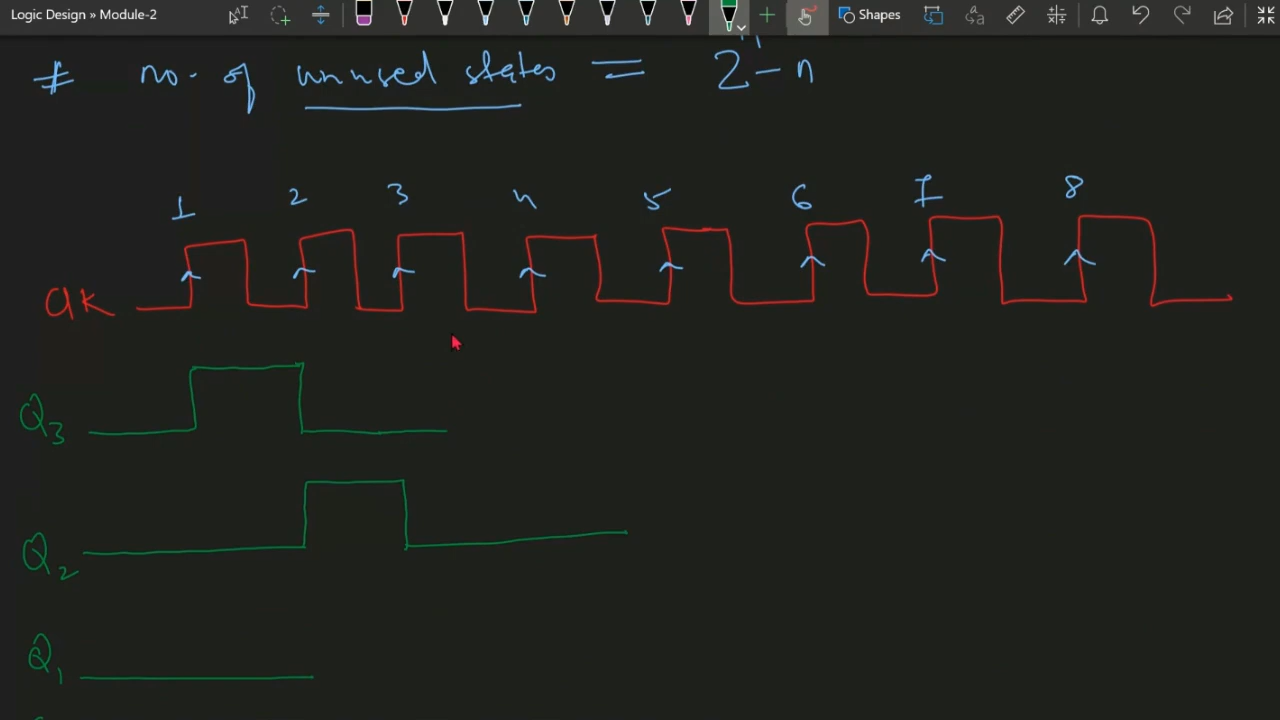 Logic Design » Module-2
Shapes
# no. of unused states = 2ⁿ - n
1 2 3 4 5 6 7 8
clk
Q₃
Q₂
Q₁